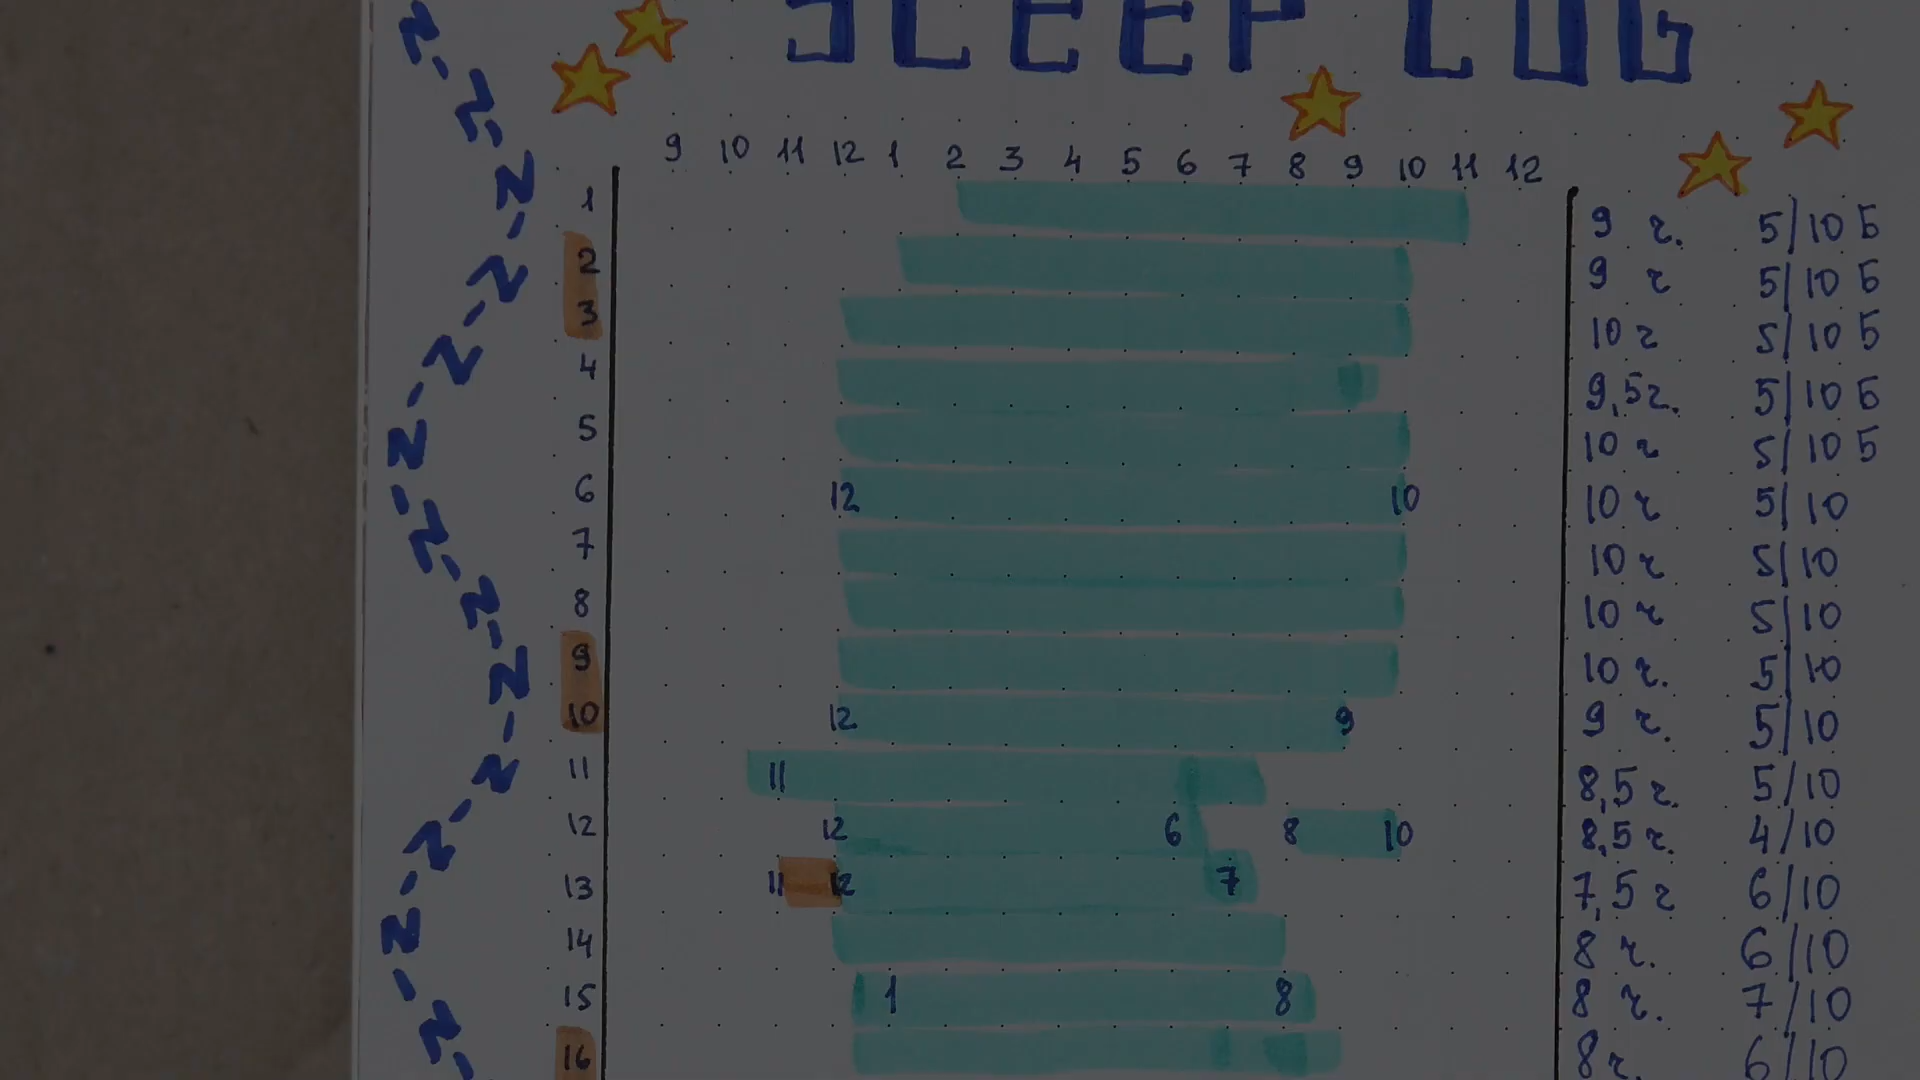 SLEEP LOG
9 10 11 12 1 2 3 4 5 6 7 8 9 10 11 12
1 9 ч. 5/10 Б
2 9 ч 5/10 Б
3 10 ч 5/10 Б
4 9,5 ч. 5/10 Б
5 10 ч 5/10 Б
6 12 10 10 ч 5/10
7 10 ч 5/10
8 10 ч 5/10
9 10 ч. 5/10
10 12 9 9 ч. 5/10
11 11 8,5 ч. 5/10
12 12 6 8 10 8,5 ч. 4/10
13 11 12 7 7,5 ч 6/10
14 8 ч. 6/10
15 1 8 8 ч. 7/10
16 8 ч. 6/10